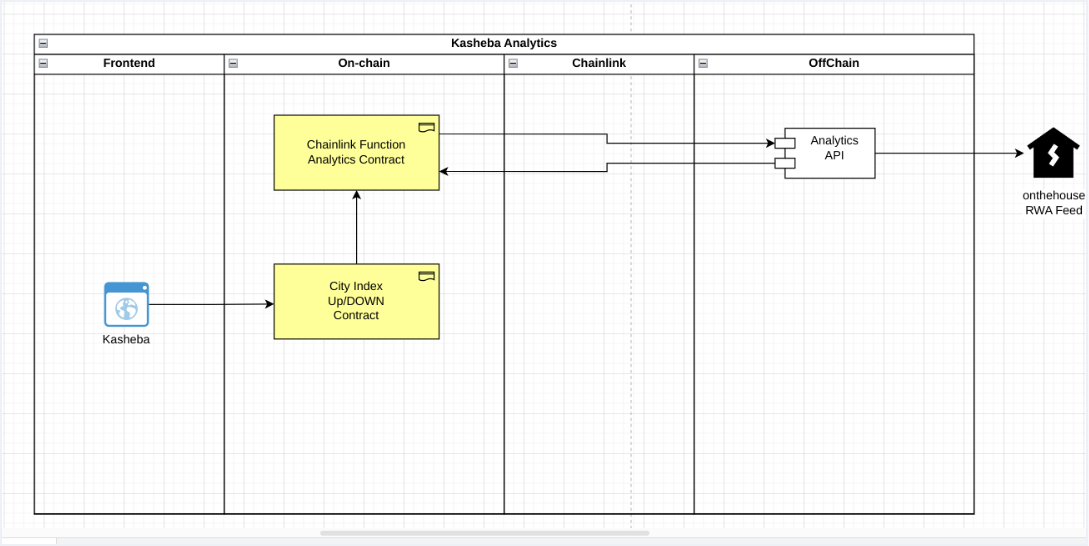 Kasheba Analytics
Frontend
On-chain
Chainlink
OffChain
Chainlink Function
Analytics Contract
Analytics
API
onthehouse
RWA Feed
City Index
Up/DOWN
Contract
Kasheba